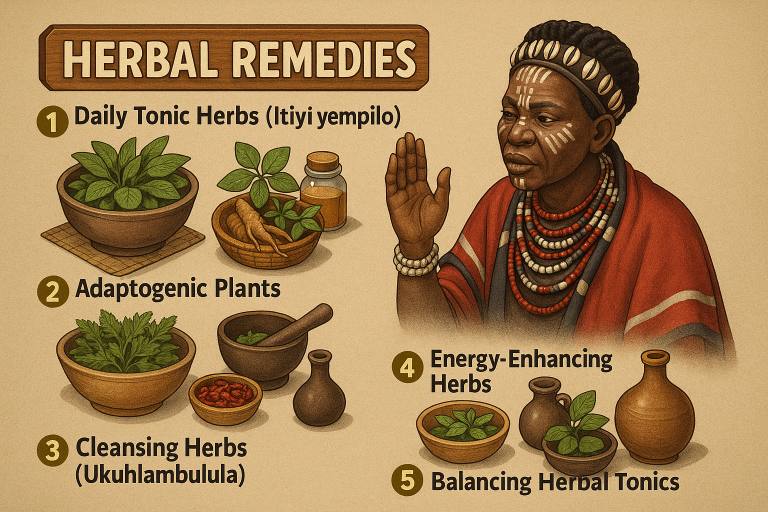 HERBAL REMEDIES
1 Daily Tonic Herbs (Itiyi yempilo)
2 Adaptogenic Plants
3 Cleansing Herbs
(Ukuhlambulula)
4 Energy-Enhancing
Herbs
5 Balancing Herbal Tonics